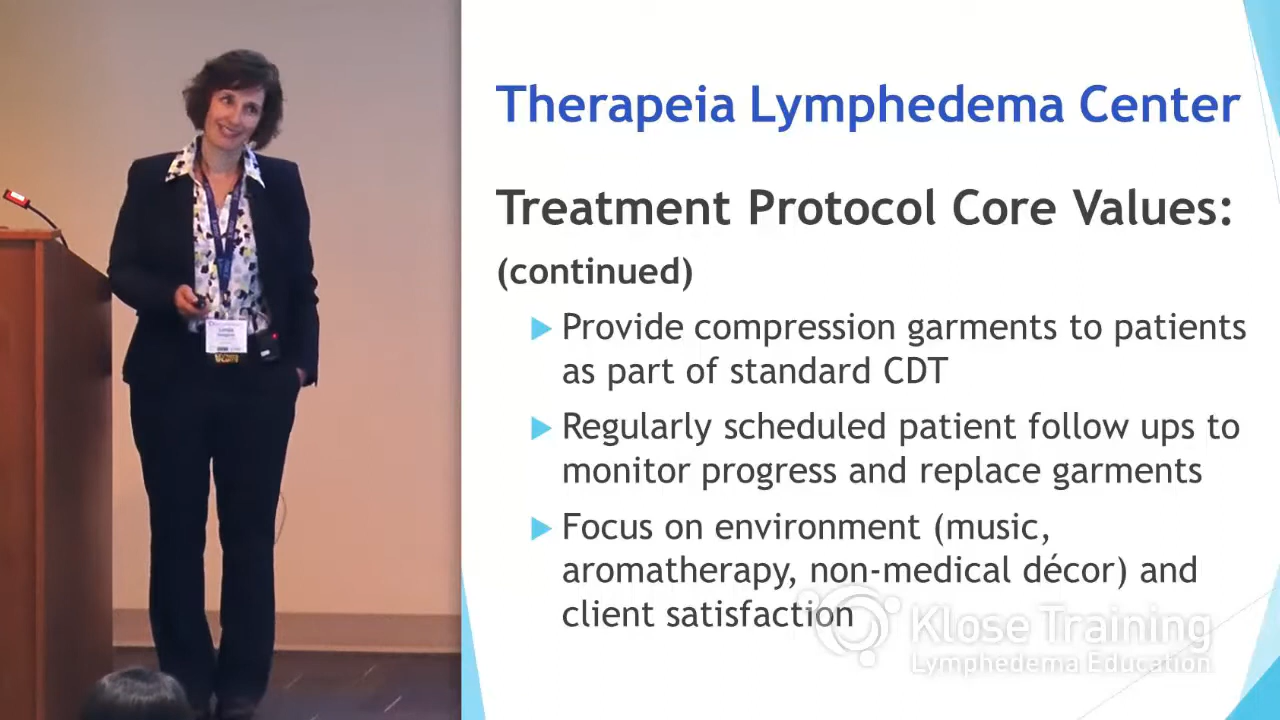 Therapeia Lymphedema Center
Treatment Protocol Core Values:
(continued)
Provide compression garments to patients
as part of standard CDT
Regularly scheduled patient follow ups to
monitor progress and replace garments
Focus on environment (music,
aromatherapy, non-medical décor) and
client satisfaction
Klose Training
Lymphedema Education